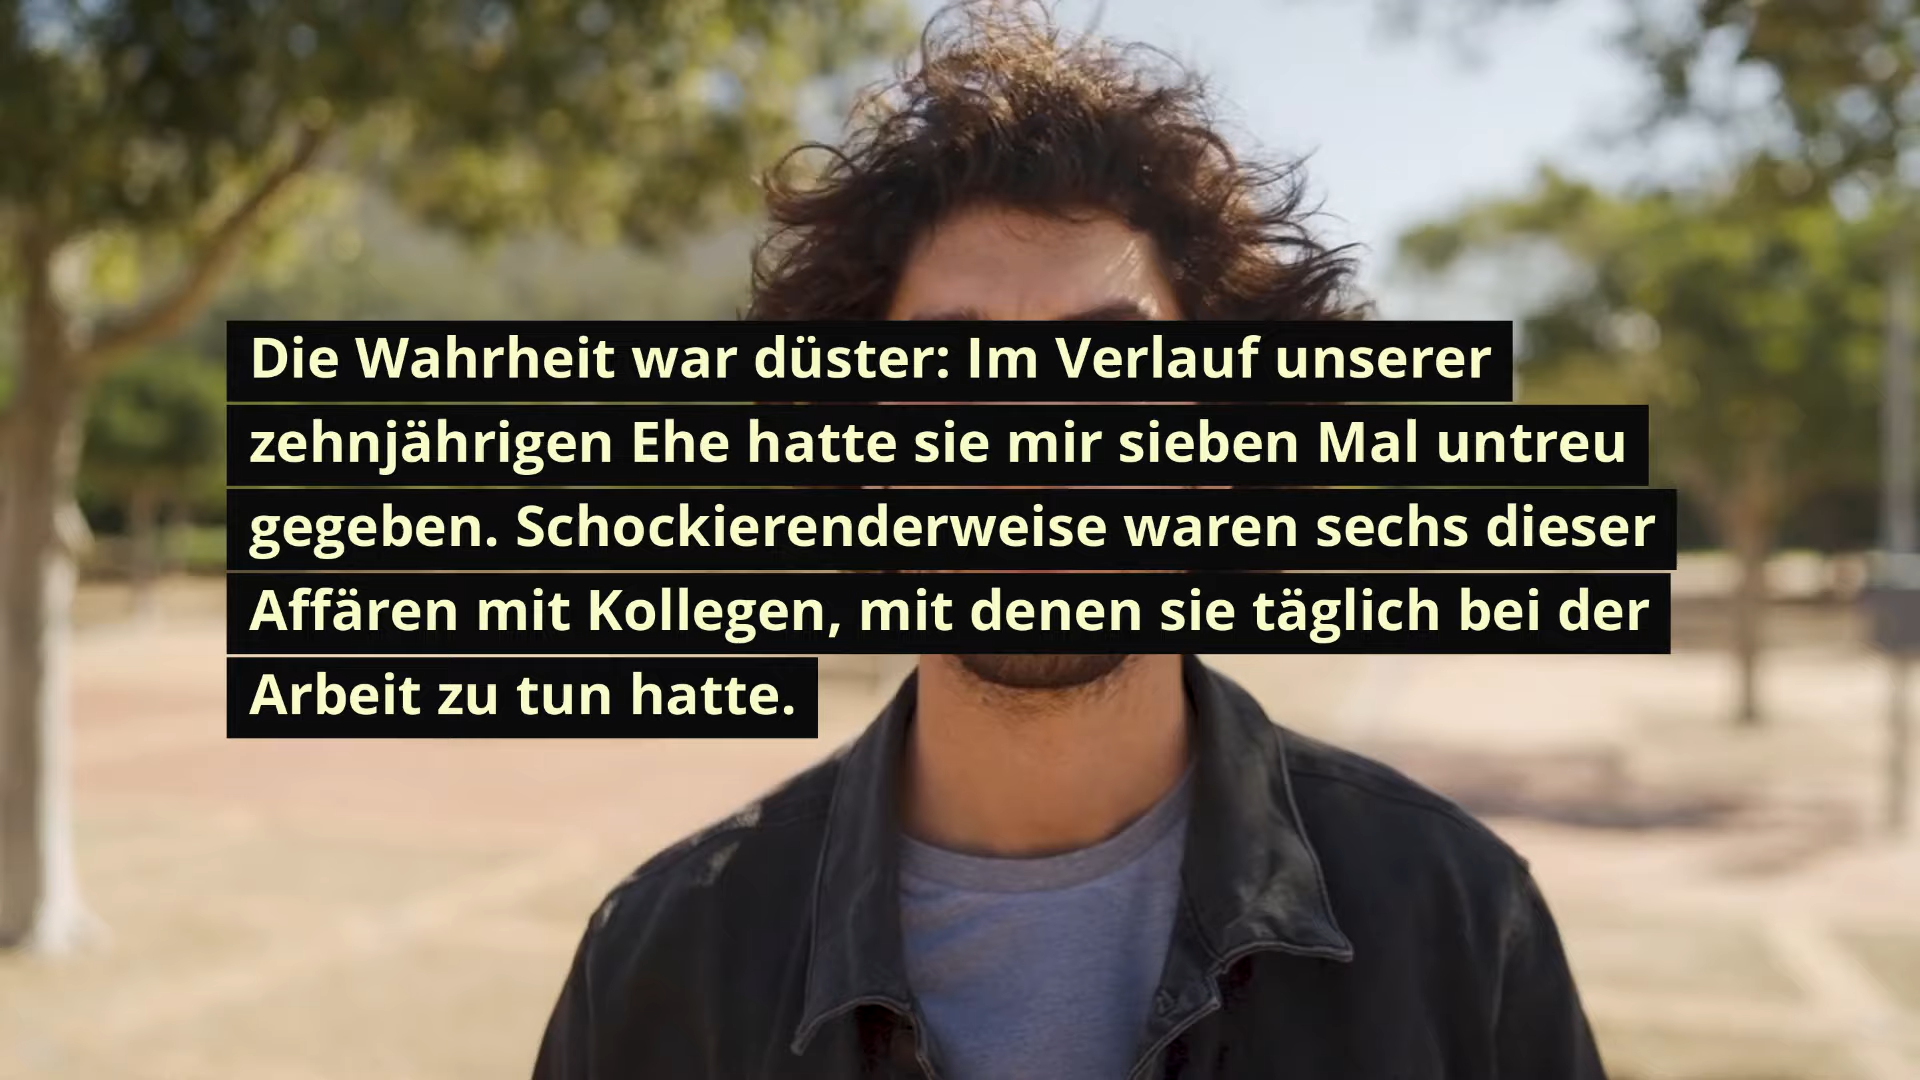 Die Wahrheit war düster: Im Verlauf unserer
zehnjährigen Ehe hatte sie mir sieben Mal untreu
gegeben. Schockierenderweise waren sechs dieser
Affären mit Kollegen, mit denen sie täglich bei der
Arbeit zu tun hatte.